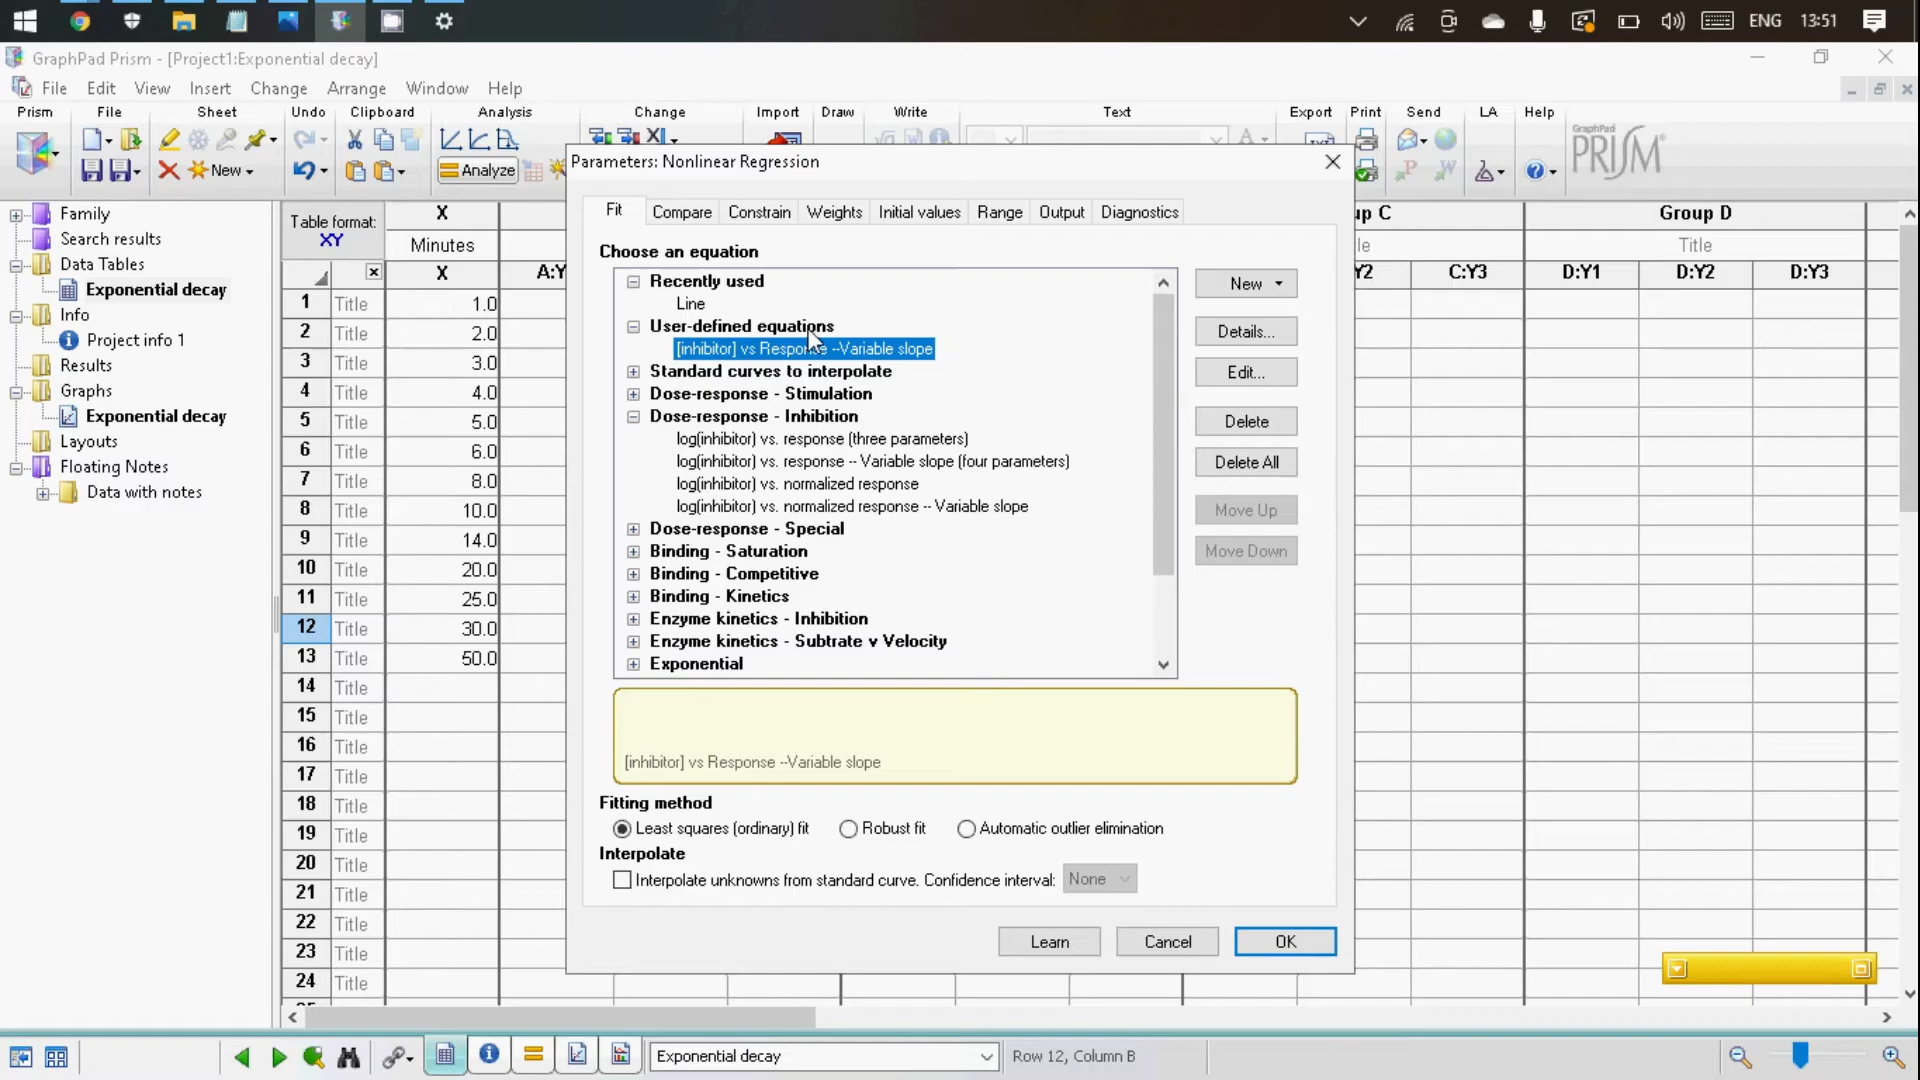 ENG 13:51
GraphPad Prism - [Project1:Exponential decay]
File Edit View Insert Change Arrange Window Help
Prism File Sheet Undo Clipboard Analysis Change Import Draw Write Text Export Print Send LA Help
New
Analyze
GraphPad
PRISM
Family
Search results
Data Tables
Exponential decay
Info
Project info 1
Results
Graphs
Exponential decay
Layouts
Floating Notes
Data with notes
Table format:
XY
X
Minutes
X
A:Y
1 Title 1.0
2 Title 2.0
3 Title 3.0
4 Title 4.0
5 Title 5.0
6 Title 6.0
7 Title 8.0
8 Title 10.0
9 Title 14.0
10 Title 20.0
11 Title 25.0
12 Title 30.0
13 Title 50.0
14 Title
15 Title
16 Title
17 Title
18 Title
19 Title
20 Title
21 Title
22 Title
23 Title
24 Title
Parameters: Nonlinear Regression
Fit Compare Constrain Weights Initial values Range Output Diagnostics
Choose an equation
Recently used
Line
User-defined equations
[inhibitor] vs Response --Variable slope
Standard curves to interpolate
Dose-response - Stimulation
Dose-response - Inhibition
log(inhibitor) vs. response (three parameters)
log(inhibitor) vs. response -- Variable slope (four parameters)
log(inhibitor) vs. normalized response
log(inhibitor) vs. normalized response -- Variable slope
Dose-response - Special
Binding - Saturation
Binding - Competitive
Binding - Kinetics
Enzyme kinetics - Inhibition
Enzyme kinetics - Subtrate v Velocity
Exponential
New
Details...
Edit...
Delete
Delete All
Move Up
Move Down
[inhibitor] vs Response --Variable slope
Fitting method
Least squares (ordinary) fit Robust fit Automatic outlier elimination
Interpolate
Interpolate unknowns from standard curve. Confidence interval: None
Learn Cancel OK
up C Group D
le Title
Y2 C:Y3 D:Y1 D:Y2 D:Y3
Exponential decay
Row 12, Column B